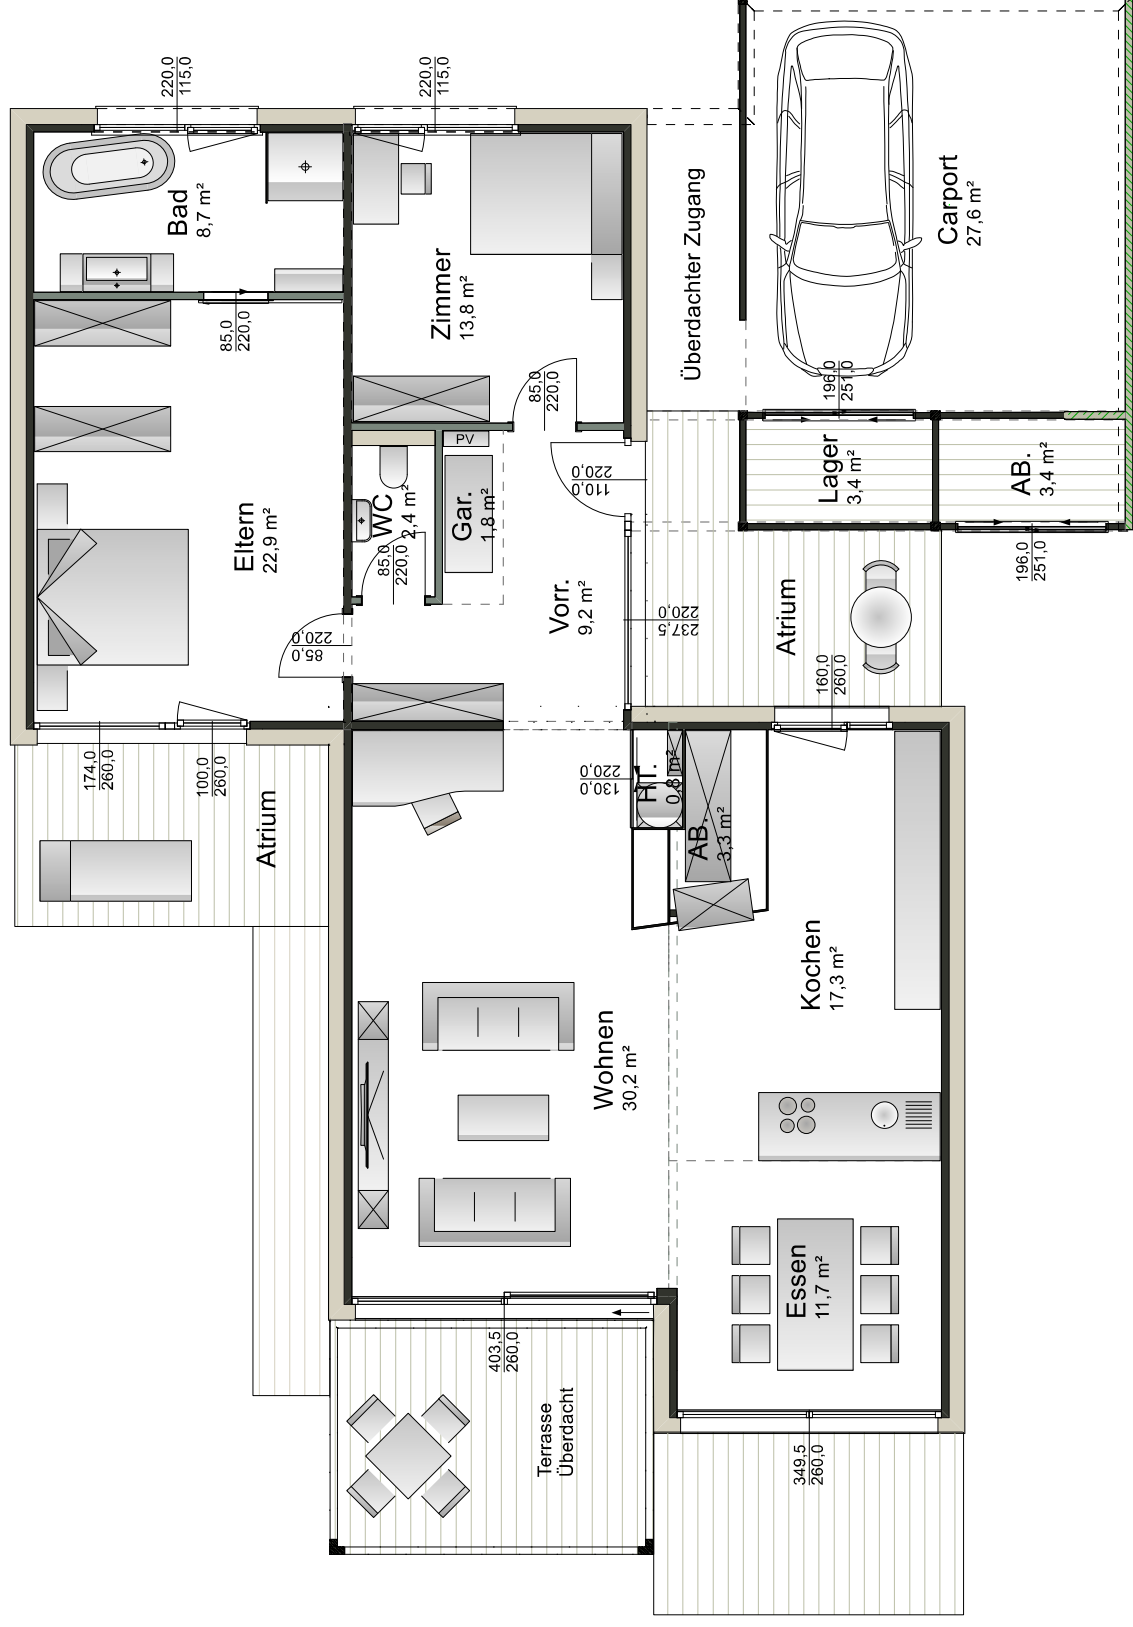 220,0
115,0
220,0
115,0
Bad
8,7 m²
Zimmer
13,8 m²
Überdachter Zugang
Carport
27,6 m²
85,0
220,0
85,0
220,0
196,0
251,0
Eltern
22,9 m²
PV
WC
2,4 m²
Gar.
1,8 m²
220,0
110,0
Lager
3,4 m²
AB.
3,4 m²
85,0
220,0
196,0
251,0
Vorr.
9,2 m²
220,0
85,0
220,0
237,5
Atrium
160,0
260,0
174,0
260,0
100,0
260,0
Atrium
220,0
130,0
HT.
0,8 m²
AB.
3,3 m²
Kochen
17,3 m²
Wohnen
30,2 m²
Essen
11,7 m²
403,5
260,0
Terrasse
Überdacht
349,5
260,0